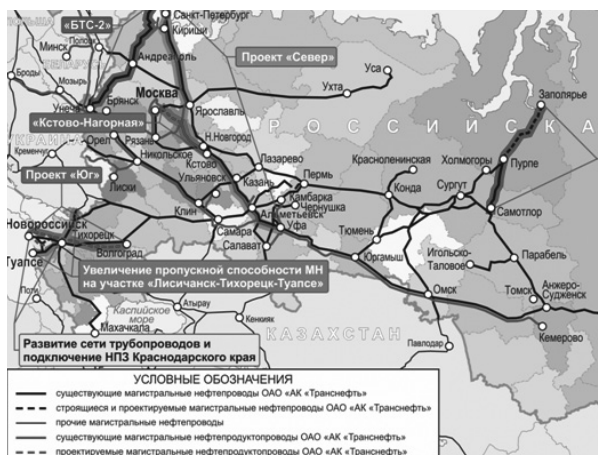 Санкт-Петербург
«БТС-2»
Кириши
Полоцк
Минск
Андреаполь
Проект «Север»
Уса
Ухта
Броды
Мозырь
Унеча
Брянск
Москва
Ярославль
Заполярье
«Кстово-Нагорная»
РОССИЙСКА
УКРАИНА
Орел
Рязань
Н.Новгород
Кременчуг
Никольское
Кстово
Лазарево
Пермь
Красноленинская
Холмогоры
Пурпе
Проект «Юг»
Ульяновск
Казань
Камбарка
Конда
Сургут
Лиски
Чернушка
Клин
Альметьевск
Самотлор
Новороссийск
Самара
Уфа
Тюмень
Тихорецк
Салават
Юргамыш
Игольско-
Таловое
Парабель
Туапсе
Волгоград
Увеличение пропускной способности МН
на участке «Лисичанск-Тихорецк-Туапсе»
Омск
Томск
Анжеро-
Судженск
Поти
Каспийское
море
Атырау
Кенкияк
КАЗАХСТАН
Кемерово
Махачкала
Павлодар
Развитие сети трубопроводов и
подключение НПЗ Краснодарского края
УСЛОВНЫЕ ОБОЗНАЧЕНИЯ
существующие магистральные нефтепроводы ОАО «АК «Транснефть»
строящиеся и проектируемые магистральные нефтепроводы ОАО «АК «Транснефть»
прочие магистральные нефтепроводы
существующие магистральные нефтепродуктопроводы ОАО «АК «Транснефть»
проектируемые магистральные нефтепродуктопроводы ОАО «АК «Транснефть»